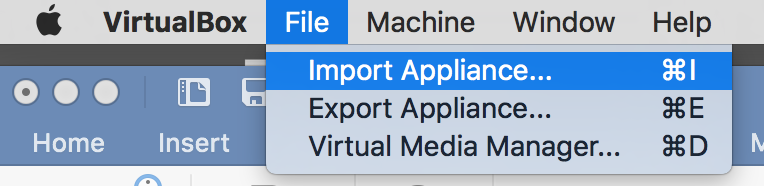 VirtualBox File Machine Window Help
Import Appliance... ⌘I
Export Appliance... ⌘E
Virtual Media Manager... ⌘D
Home Insert M